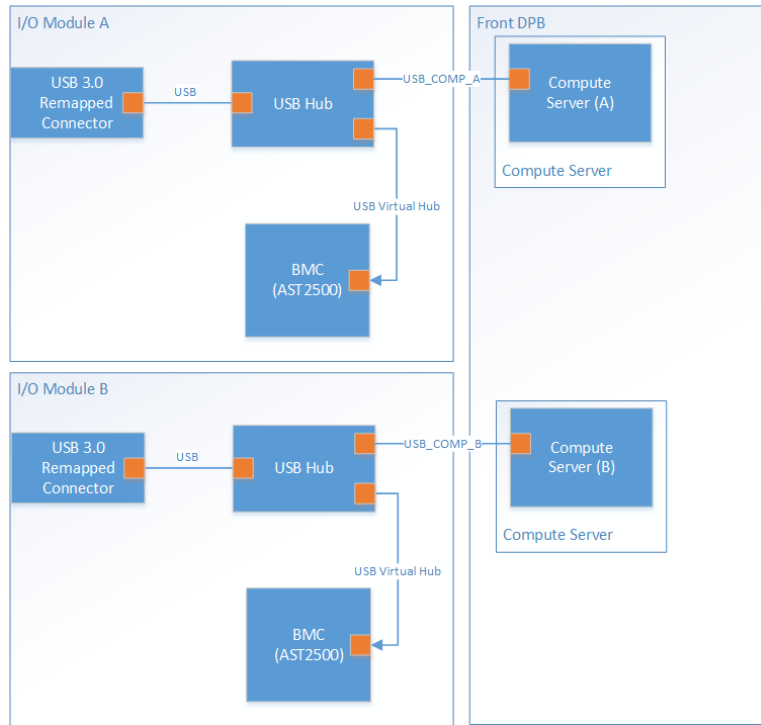 I/O Module A
USB 3.0
Remapped
Connector
USB
USB Hub
USB_COMP_A
USB Virtual Hub
BMC
(AST2500)
Front DPB
Compute
Server (A)
Compute Server
I/O Module B
USB 3.0
Remapped
Connector
USB
USB Hub
USB_COMP_B
USB Virtual Hub
BMC
(AST2500)
Compute
Server (B)
Compute Server